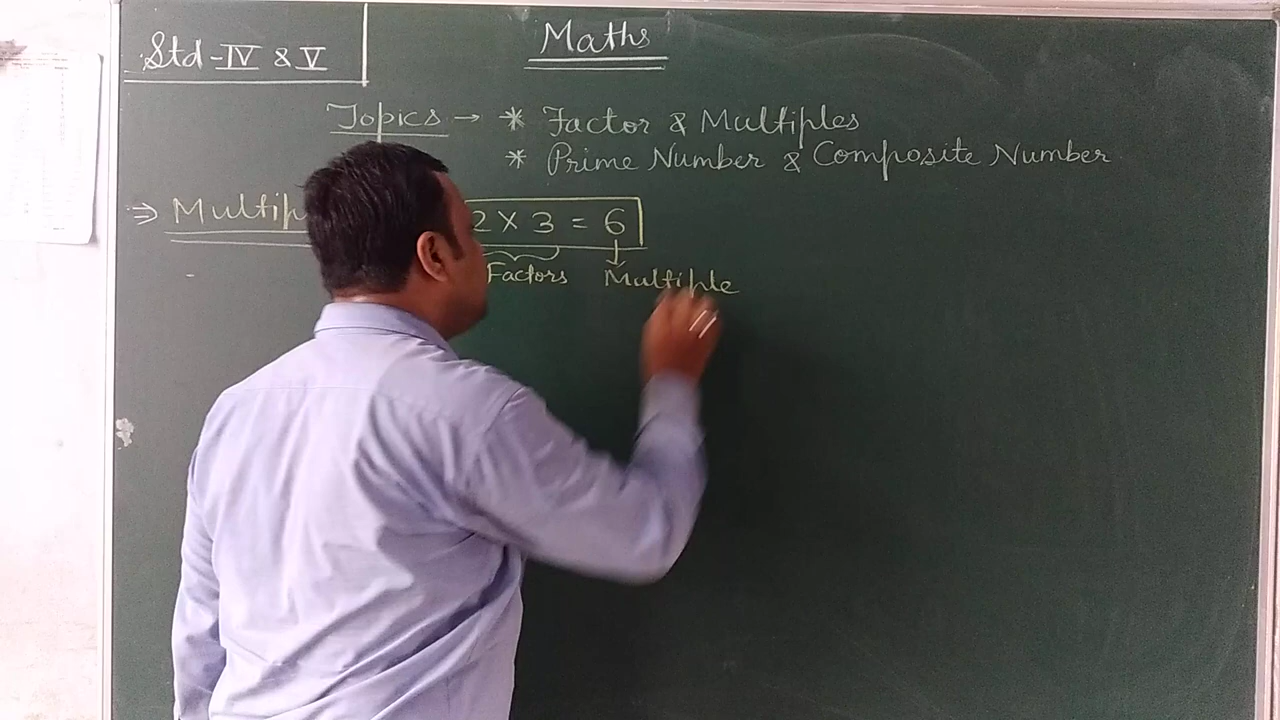 Std-IV & V
Maths
Topics → * Factor & Multiples
* Prime Number & Composite Number
⇒ 2 X 3 = 6
Factors Multiple